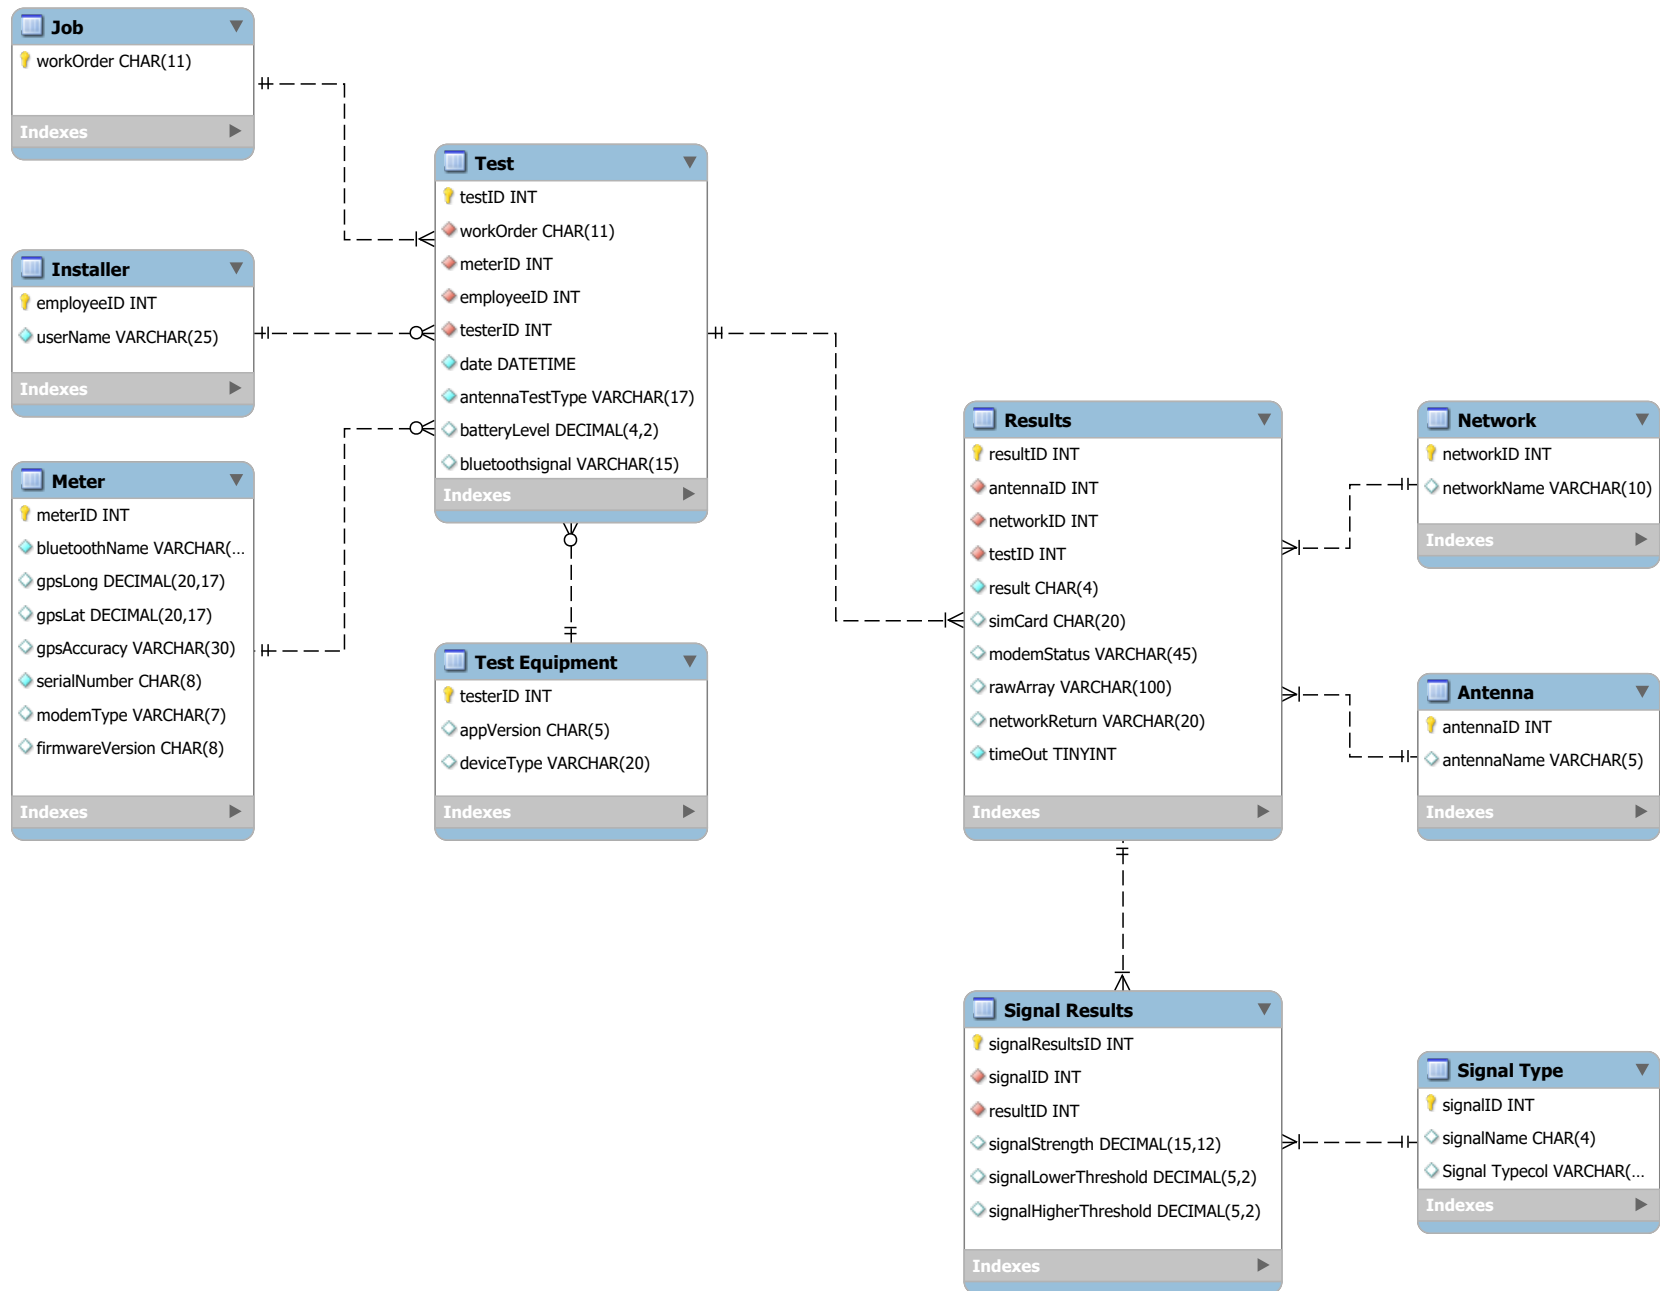 Job
workOrder CHAR(11)
Indexes
Installer
employeeID INT
userName VARCHAR(25)
Indexes
Meter
meterID INT
bluetoothName VARCHAR(...
gpsLong DECIMAL(20,17)
gpsLat DECIMAL(20,17)
gpsAccuracy VARCHAR(30)
serialNumber CHAR(8)
modemType VARCHAR(7)
firmwareVersion CHAR(8)
Indexes
Test
testID INT
workOrder CHAR(11)
meterID INT
employeeID INT
testerID INT
date DATETIME
antennaTestType VARCHAR(17)
batteryLevel DECIMAL(4,2)
bluetoothsignal VARCHAR(15)
Indexes
Test Equipment
testerID INT
appVersion CHAR(5)
deviceType VARCHAR(20)
Indexes
Results
resultID INT
antennaID INT
networkID INT
testID INT
result CHAR(4)
simCard CHAR(20)
modemStatus VARCHAR(45)
rawArray VARCHAR(100)
networkReturn VARCHAR(20)
timeOut TINYINT
Indexes
Network
networkID INT
networkName VARCHAR(10)
Indexes
Antenna
antennaID INT
antennaName VARCHAR(5)
Indexes
Signal Results
signalResultsID INT
signalID INT
resultID INT
signalStrength DECIMAL(15,12)
signalLowerThreshold DECIMAL(5,2)
signalHigherThreshold DECIMAL(5,2)
Indexes
Signal Type
signalID INT
signalName CHAR(4)
Signal Typecol VARCHAR(...
Indexes